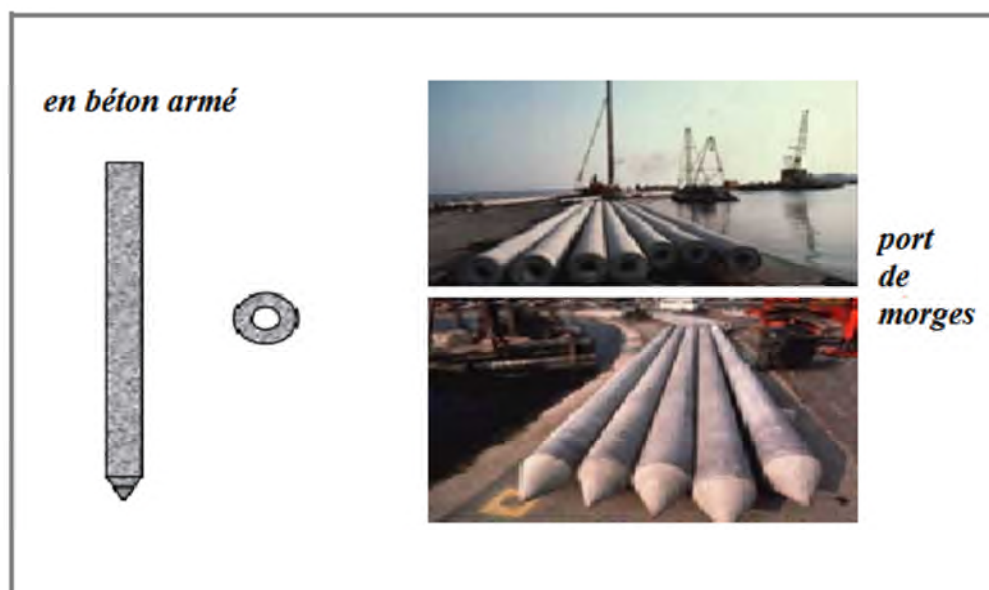 en béton armé
port
de
morges